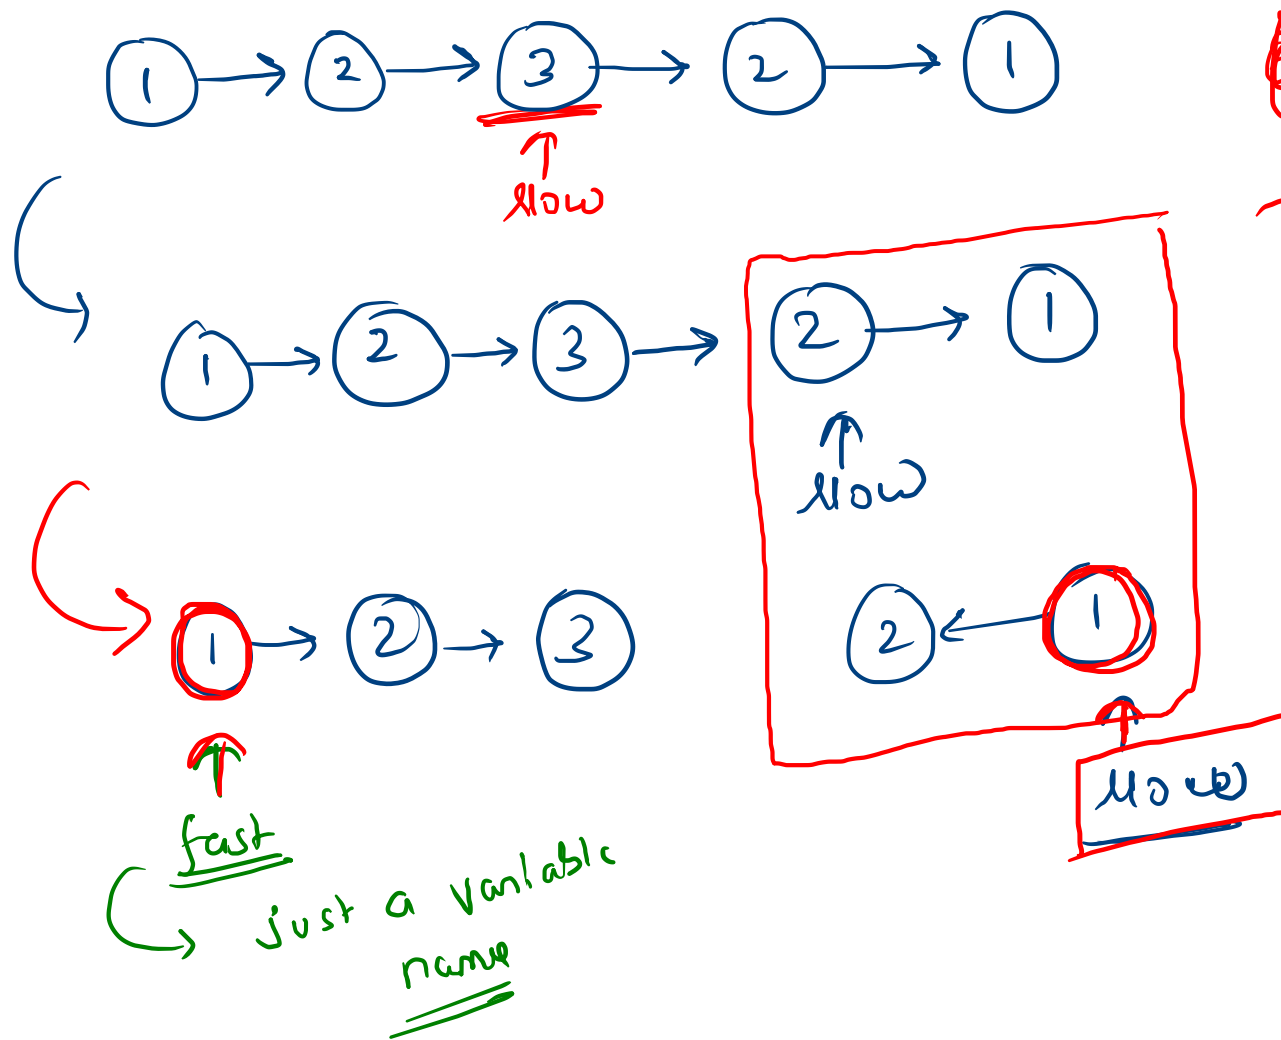 1 → 2 → 3 → 2 → 1
slow
1 → 2 → 3 → 2 → 1
slow
1 → 2 → 3 2 ← 1
slow
fast
just a variable
name